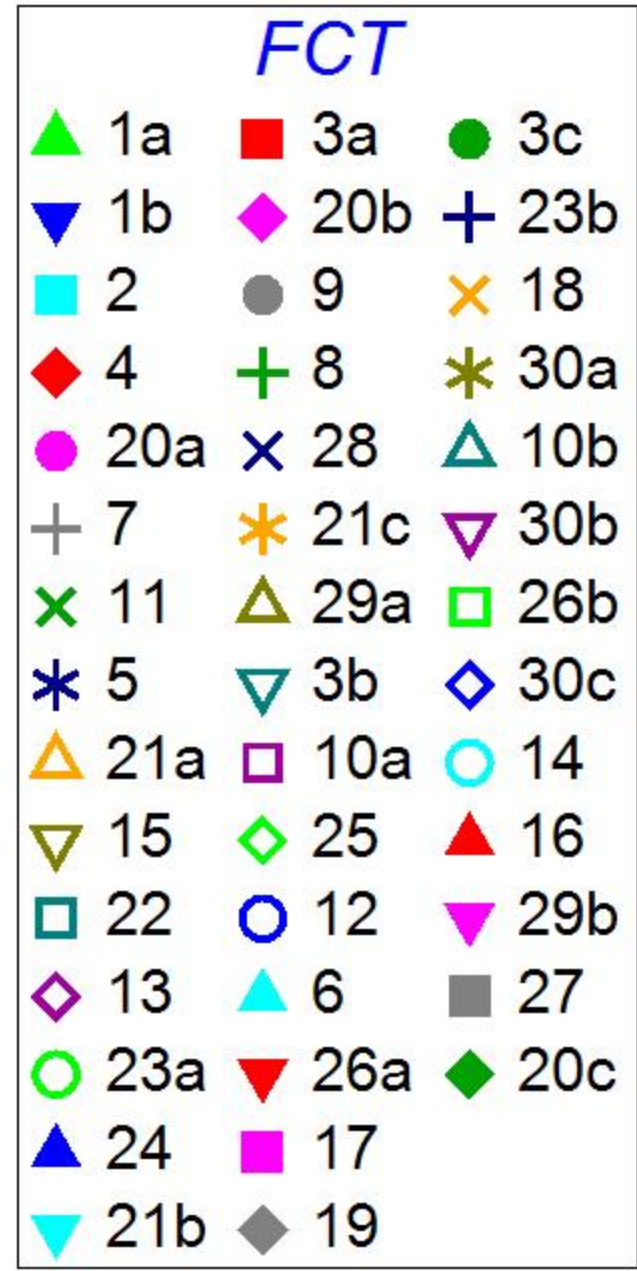 FCT
1a 3a 3c
1b 20b 23b
2 9 18
4 8 30a
20a 28 10b
7 21c 30b
11 29a 26b
5 3b 30c
21a 10a 14
15 25 16
22 12 29b
13 6 27
23a 26a 20c
24 17
21b 19